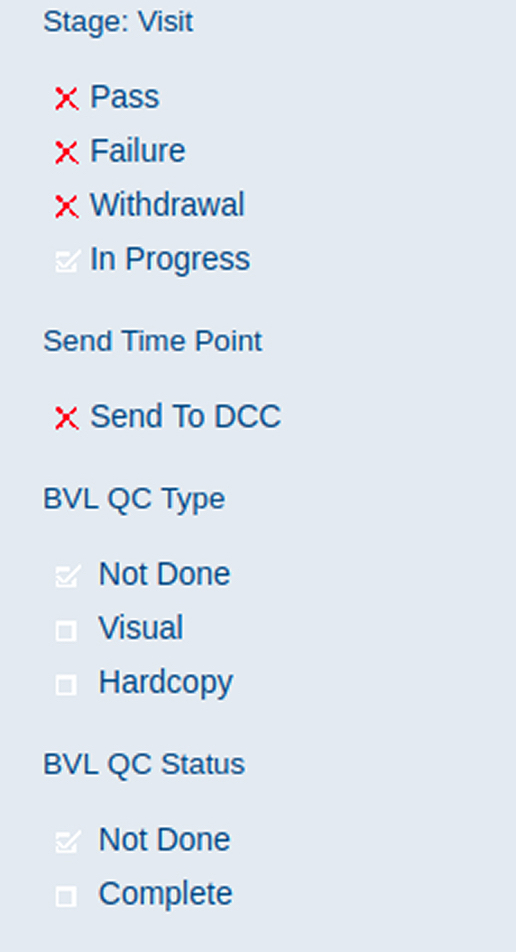 Stage: Visit
Pass
Failure
Withdrawal
In Progress
Send Time Point
Send To DCC
BVL QC Type
Not Done
Visual
Hardcopy
BVL QC Status
Not Done
Complete